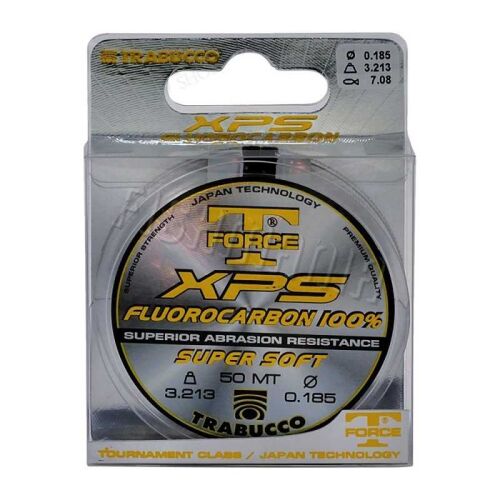 TRABUCCO
XPS
FLUOROCARBON 100%
Ø 0.185
3.213
7.08
JAPAN TECHNOLOGY
SUPERIOR STRENGTH
PREMIUM QUALITY
T®
FORCE
XPS
FLUOROCARBON 100%
SUPERIOR ABRASION RESISTANCE
SUPER SOFT
50 MT
3.213
Ø
0.185
TRABUCCO
T
FORCE
TOURNAMENT CLASS / JAPAN TECHNOLOGY